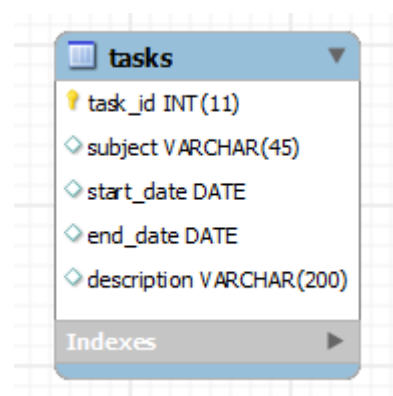 tasks
task_id INT(11)
subject VARCHAR(45)
start_date DATE
end_date DATE
description VARCHAR(200)
Indexes